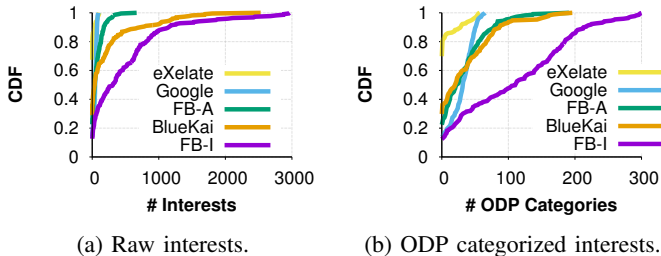 CDF
1
0.8
0.6
0.4
0.2
0
0 1000 2000 3000
# Interests
eXelate
Google
FB-A
BlueKai
FB-I
(a) Raw interests.
CDF
1
0.8
0.6
0.4
0.2
0
0 100 200 300
# ODP Categories
eXelate
Google
FB-A
BlueKai
FB-I
(b) ODP categorized interests.